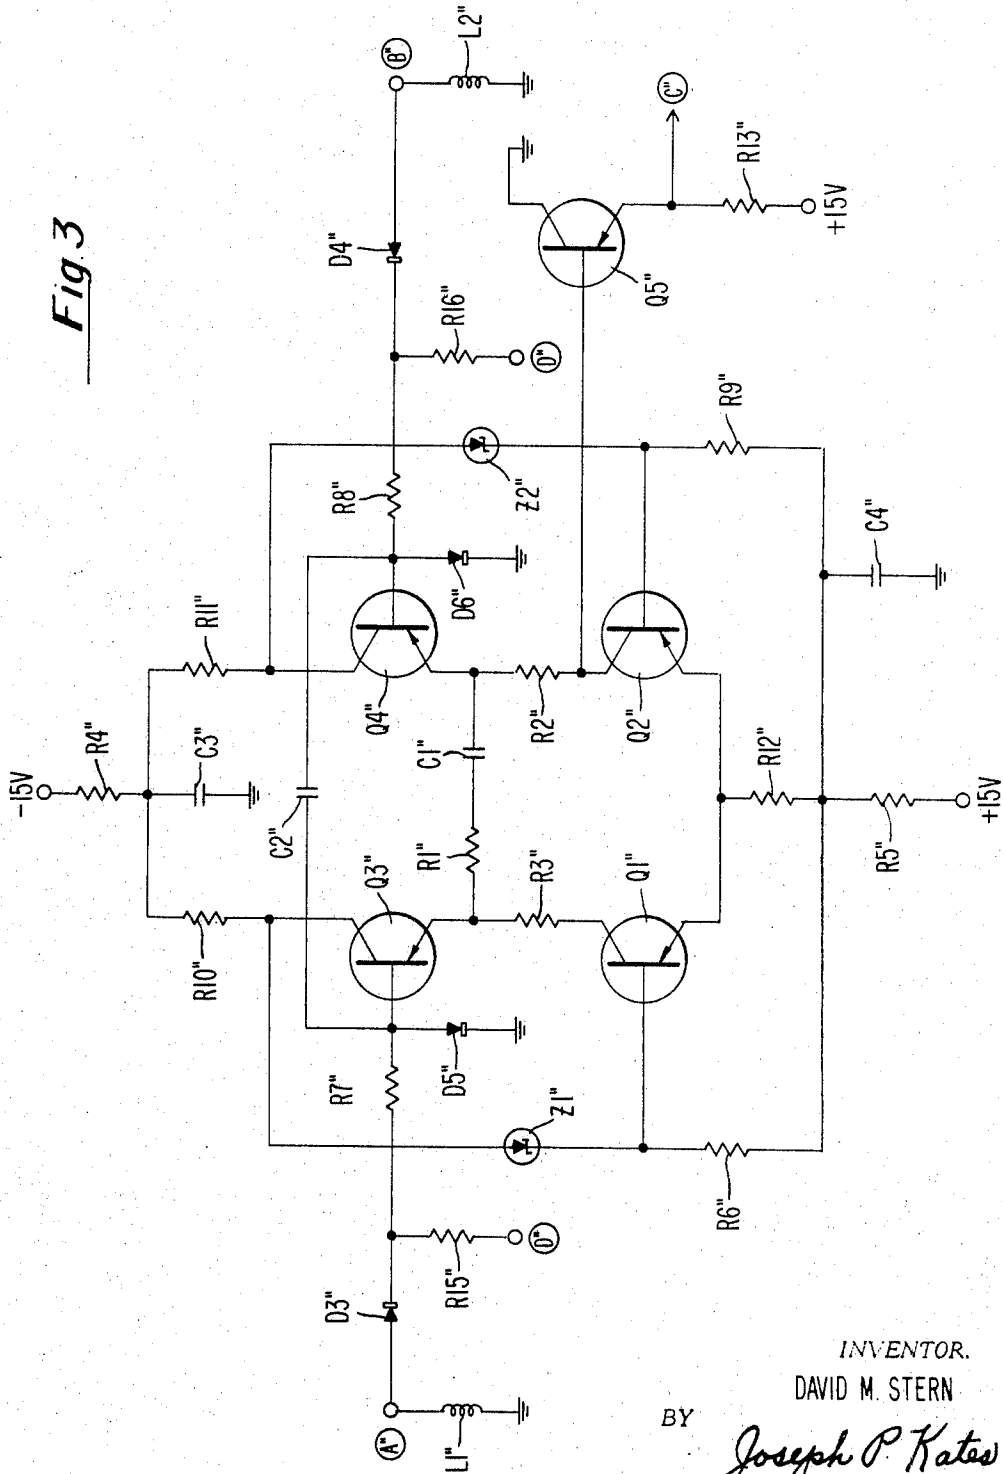 Fig. 3
-15V
R4"
C3"
R11"
R10"
C2"
Q4"
Q3"
D6"
D5"
R8"
R7"
D4"
D3"
R16"
R15"
D"
D"
B"
A"
L2"
L1"
C1"
R1"
R2"
R3"
Z2"
Z1"
Q2"
Q1"
Q5"
C"
R13"
+15V
R9"
R6"
R12"
C4"
R5"
+15V
INVENTOR.
DAVID M. STERN
BY
Joseph P. Kates